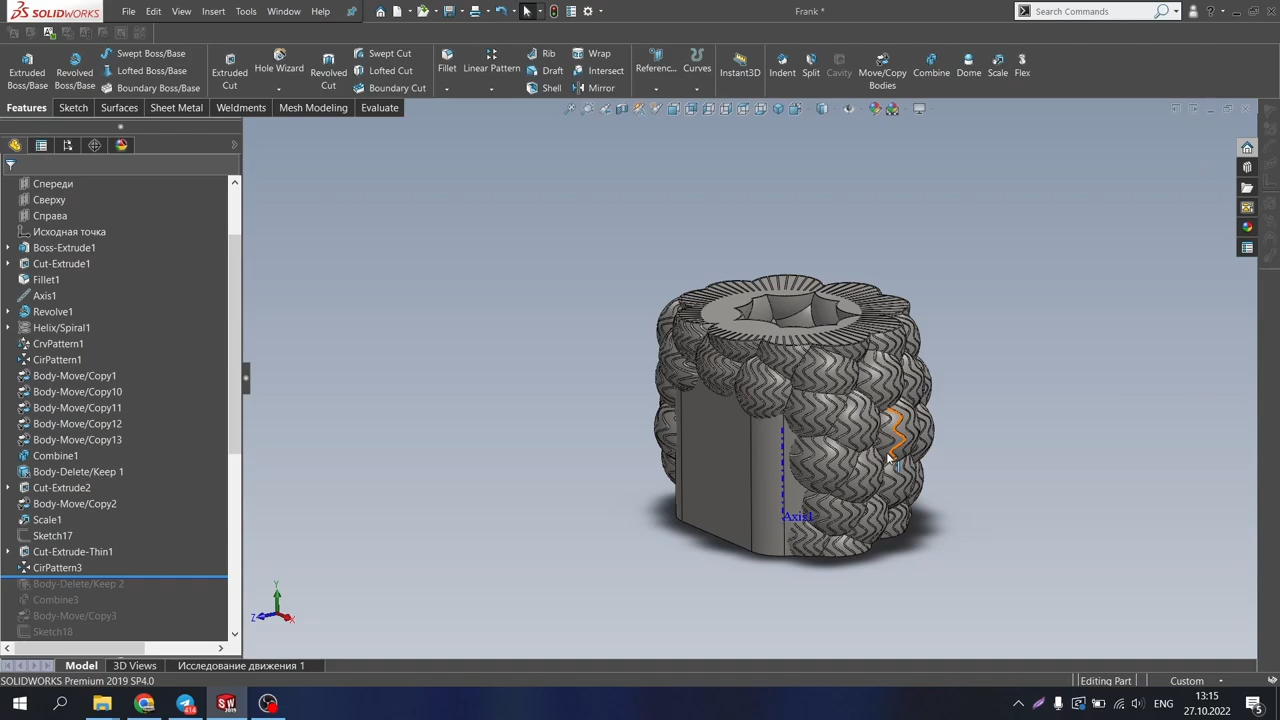 SOLIDWORKS
File
Edit
View
Insert
Tools
Window
Help
Frank *
Search Commands
Extruded Boss/Base
Revolved Boss/Base
Swept Boss/Base
Lofted Boss/Base
Boundary Boss/Base
Extruded Cut
Hole Wizard
Revolved Cut
Swept Cut
Lofted Cut
Boundary Cut
Fillet
Linear Pattern
Rib
Draft
Shell
Wrap
Intersect
Mirror
Referenc...
Curves
Instant3D
Indent
Split
Cavity
Move/Copy Bodies
Combine
Dome
Scale
Flex
Features
Sketch
Surfaces
Sheet Metal
Weldments
Mesh Modeling
Evaluate
Спереди
Сверху
Справа
Исходная точка
Boss-Extrude1
Cut-Extrude1
Fillet1
Axis1
Revolve1
Helix/Spiral1
CrvPattern1
CirPattern1
Body-Move/Copy1
Body-Move/Copy10
Body-Move/Copy11
Body-Move/Copy12
Body-Move/Copy13
Combine1
Body-Delete/Keep 1
Cut-Extrude2
Body-Move/Copy2
Scale1
Sketch17
Cut-Extrude-Thin1
CirPattern3
Body-Delete/Keep 2
Combine3
Body-Move/Copy3
Sketch18
Axis1
Y
Z
X
Model
3D Views
Исследование движения 1
SOLIDWORKS Premium 2019 SP4.0
Editing Part
Custom
414
SW
2019
ENG
13:15
27.10.2022
5